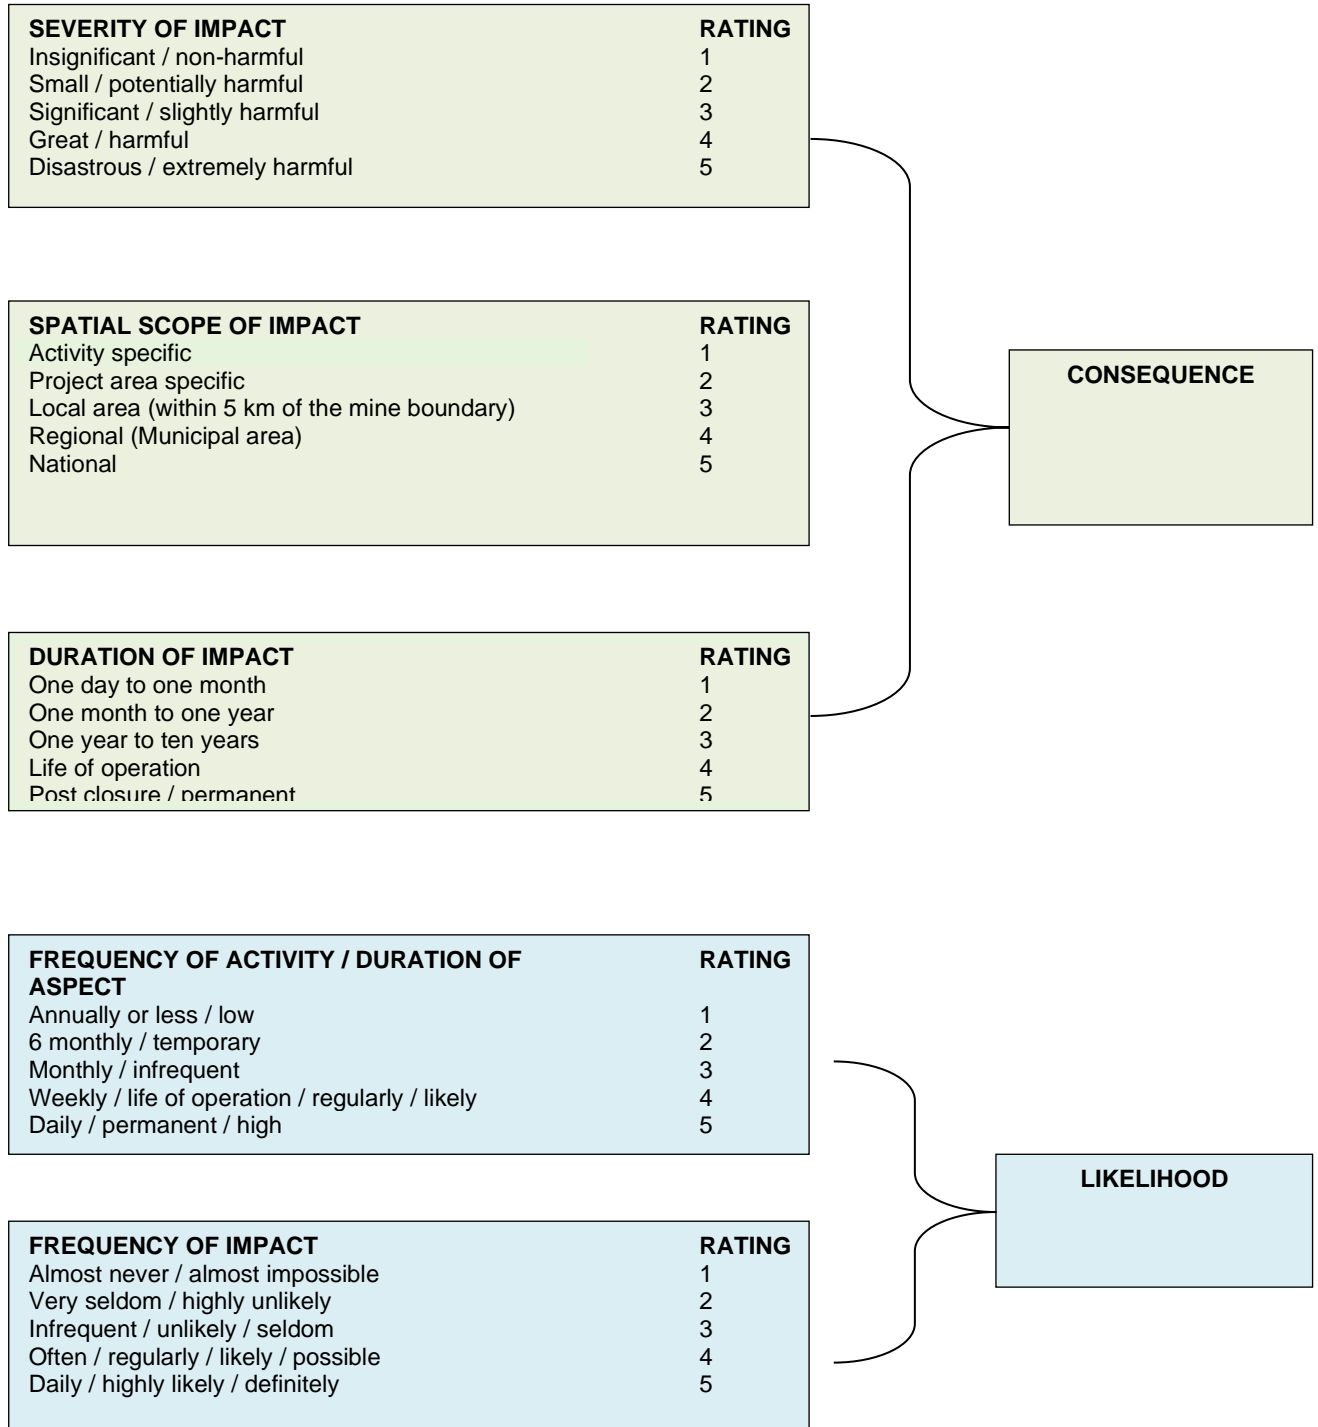 SEVERITY OF IMPACT RATING
Insignificant / non-harmful 1
Small / potentially harmful 2
Significant / slightly harmful 3
Great / harmful 4
Disastrous / extremely harmful 5
SPATIAL SCOPE OF IMPACT RATING
Activity specific 1
Project area specific 2
Local area (within 5 km of the mine boundary) 3
Regional (Municipal area) 4
National 5
CONSEQUENCE
DURATION OF IMPACT RATING
One day to one month 1
One month to one year 2
One year to ten years 3
Life of operation 4
Post closure / permanent 5
FREQUENCY OF ACTIVITY / DURATION OF RATING
ASPECT
Annually or less / low 1
6 monthly / temporary 2
Monthly / infrequent 3
Weekly / life of operation / regularly / likely 4
Daily / permanent / high 5
LIKELIHOOD
FREQUENCY OF IMPACT RATING
Almost never / almost impossible 1
Very seldom / highly unlikely 2
Infrequent / unlikely / seldom 3
Often / regularly / likely / possible 4
Daily / highly likely / definitely 5